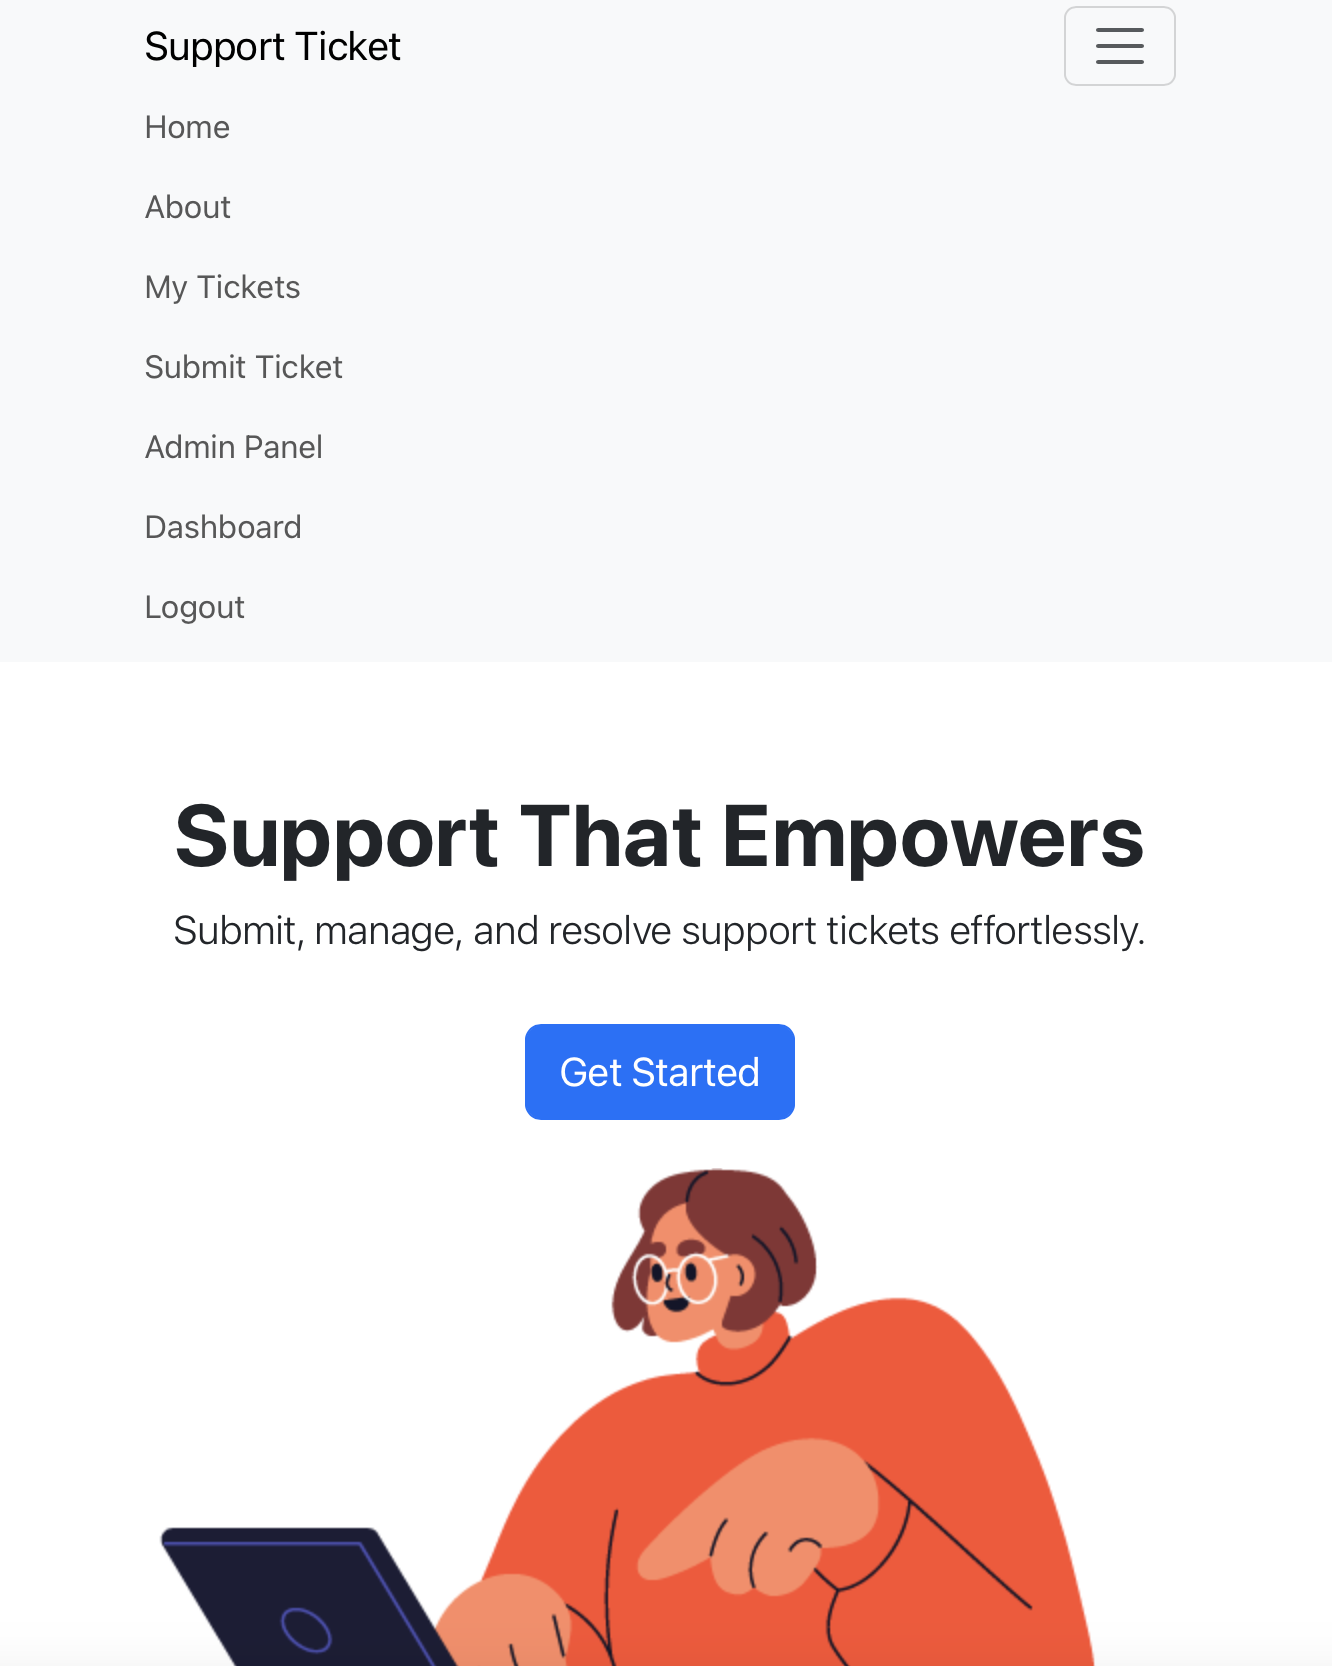 Support Ticket
Home
About
My Tickets
Submit Ticket
Admin Panel
Dashboard
Logout
Support That Empowers
Submit, manage, and resolve support tickets effortlessly.
Get Started